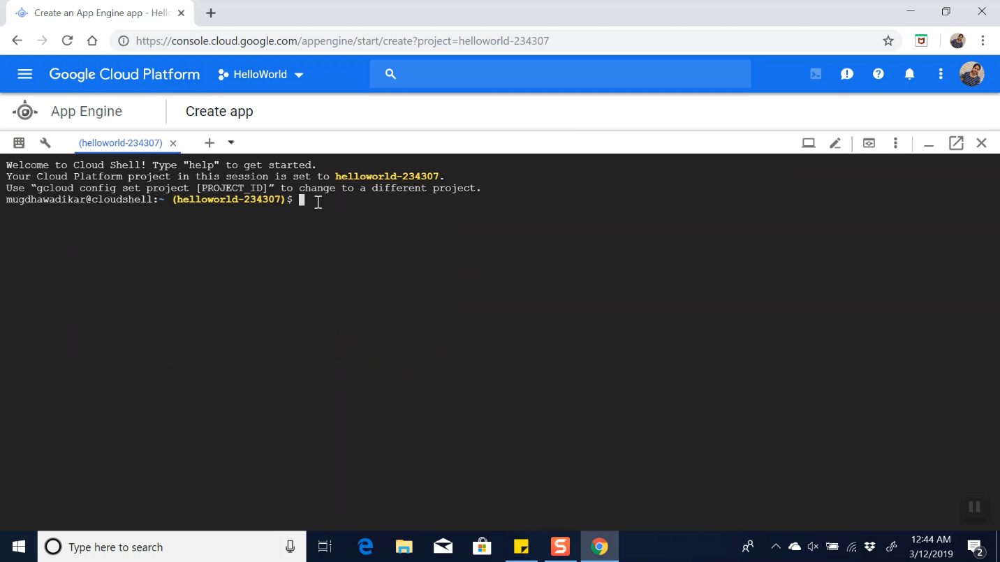 Create an App Engine app - Hell
https://console.cloud.google.com/appengine/start/create?project=helloworld-234307
Google Cloud Platform HelloWorld
App Engine Create app
(helloworld-234307)
Welcome to Cloud Shell! Type "help" to get started.
Your Cloud Platform project in this session is set to helloworld-234307.
Use “gcloud config set project [PROJECT_ID]” to change to a different project.
mugdhawadikar@cloudshell:~ (helloworld-234307)$
Type here to search
12:44 AM
3/12/2019
2